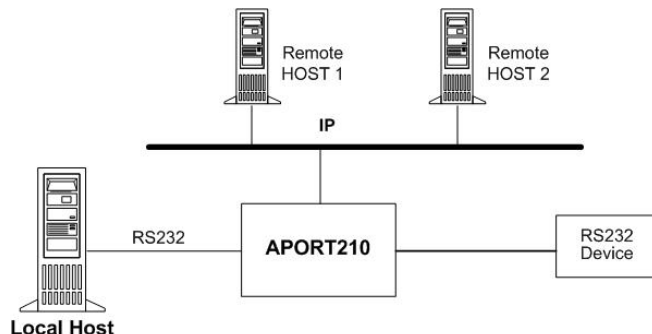 Remote
HOST 1
Remote
HOST 2
IP
RS232
APORT210
RS232
Device
Local Host